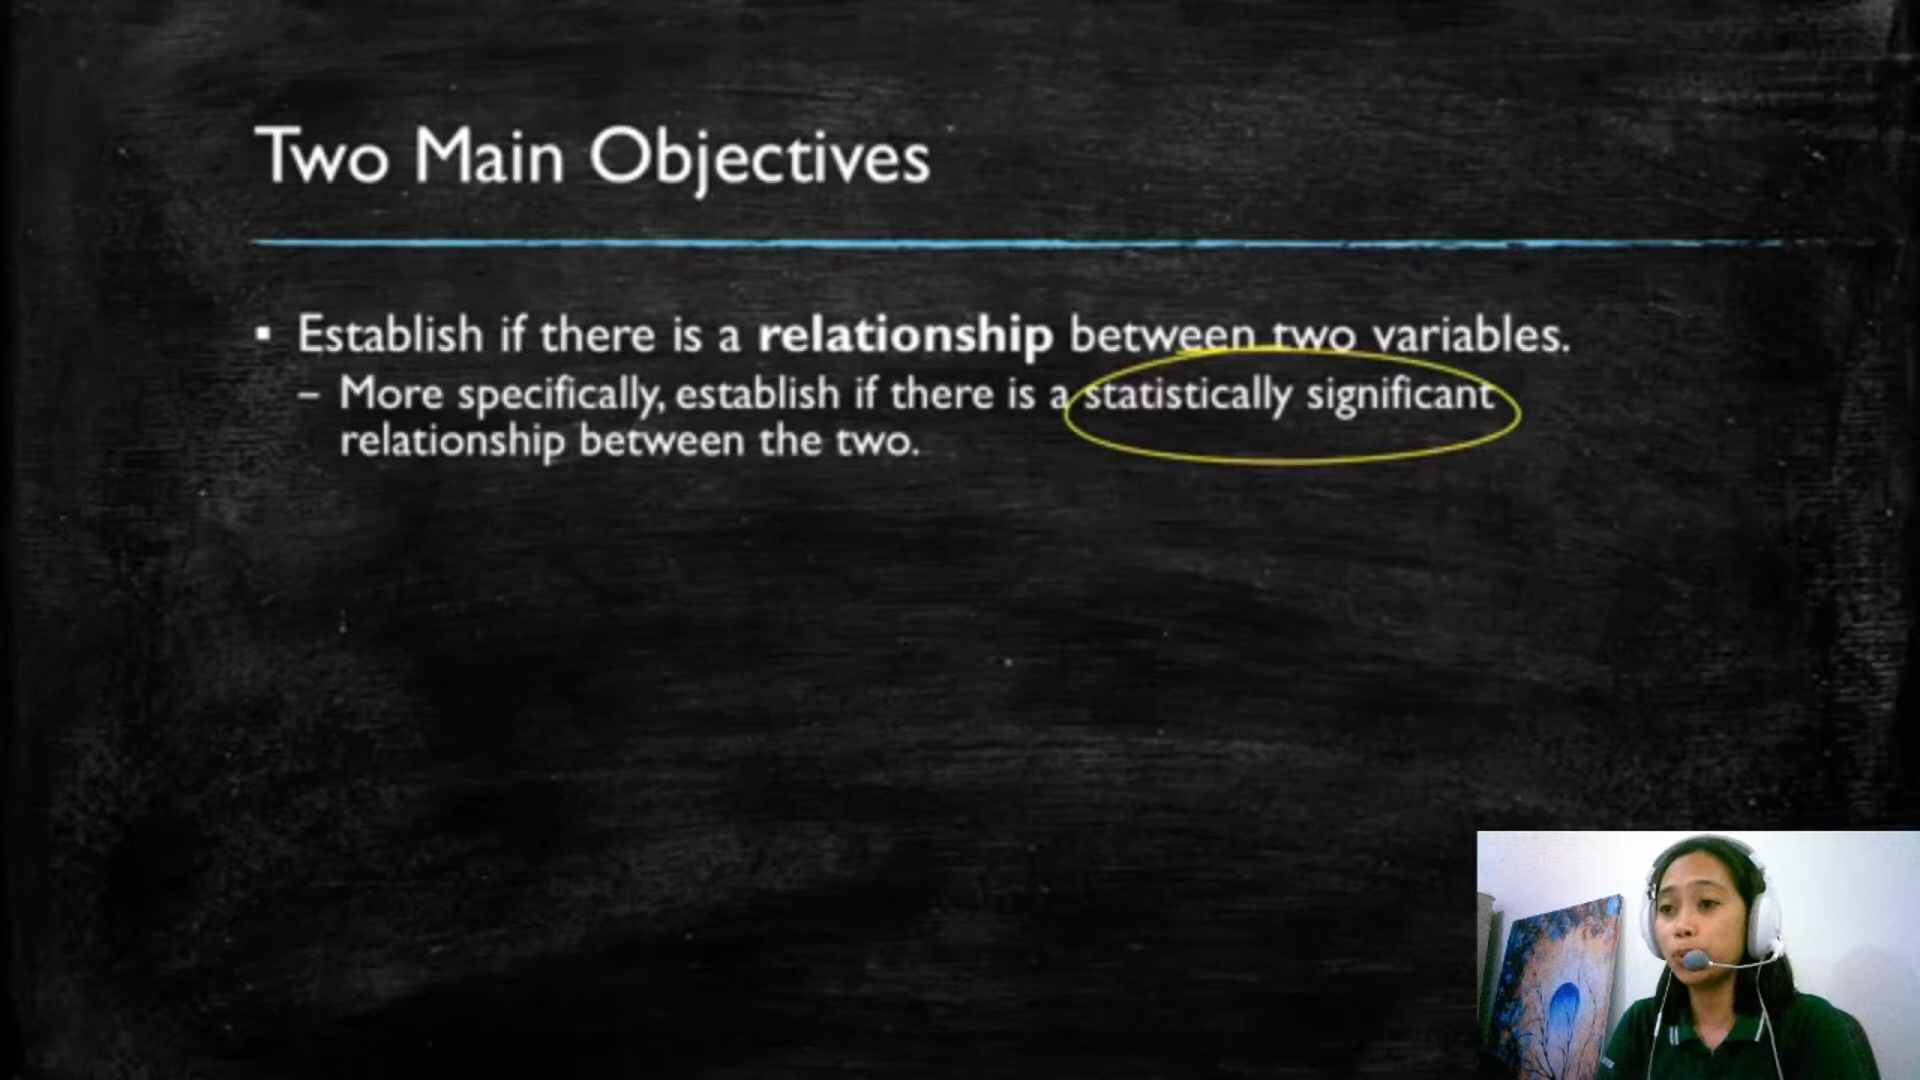 Two Main Objectives
▪ Establish if there is a relationship between two variables.
– More specifically, establish if there is a statistically significant
relationship between the two.